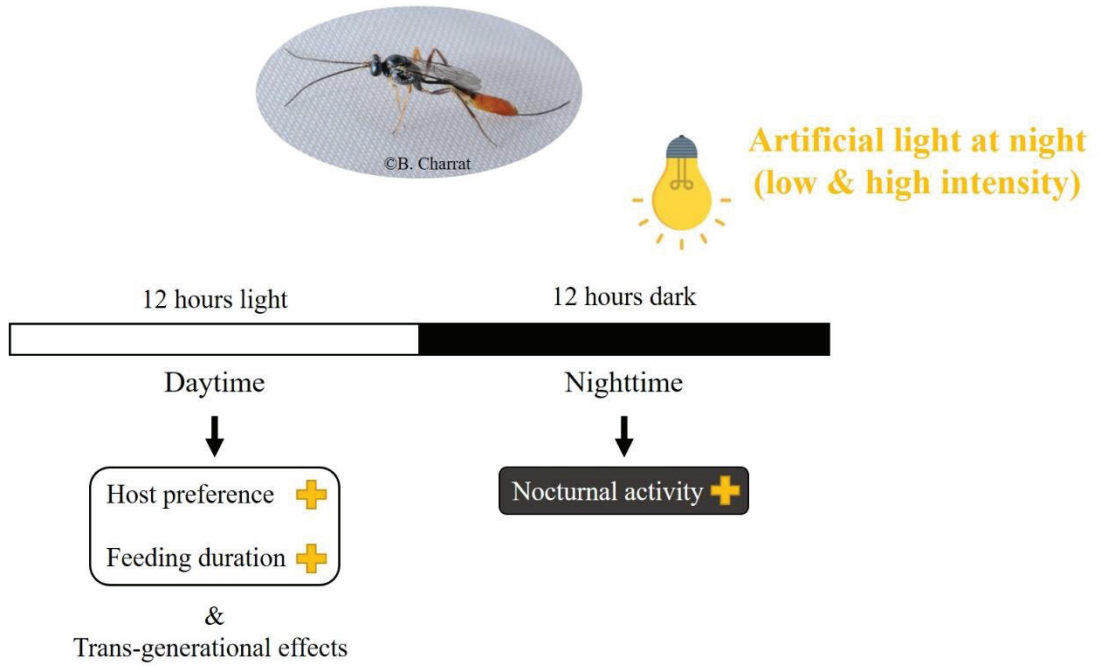 ©B. Charrat
Artificial light at night
(low & high intensity)
12 hours light
12 hours dark
Daytime
Nighttime
Host preference
Feeding duration
Nocturnal activity
&
Trans-generational effects